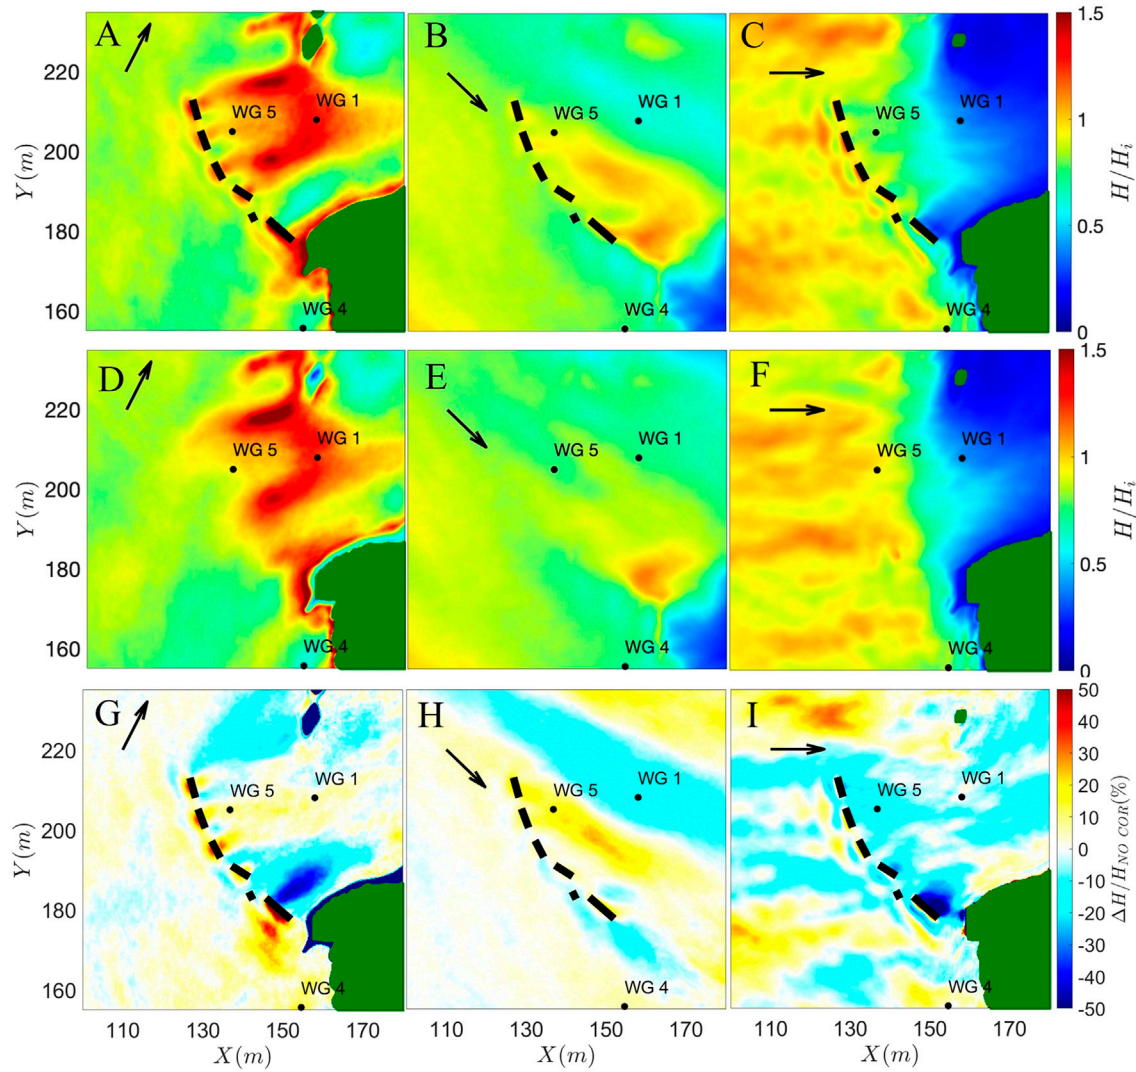 A
B
C
WG 5
WG 1
WG 4
WG 5
WG 1
WG 4
WG 5
WG 1
WG 4
220
200
180
160
Y(m)
1.5
1
0.5
0
H/Hi
D
E
F
WG 5
WG 1
WG 4
WG 5
WG 1
WG 4
WG 5
WG 1
WG 4
220
200
180
160
Y(m)
1.5
1
0.5
0
H/Hi
G
H
I
WG 5
WG 1
WG 4
WG 5
WG 1
WG 4
WG 5
WG 1
WG 4
220
200
180
160
Y(m)
50
40
30
20
10
0
-10
-20
-30
-40
-50
ΔH/H_NO COR(%)
110 130 150 170
110 130 150 170
110 130 150 170
X(m)
X(m)
X(m)